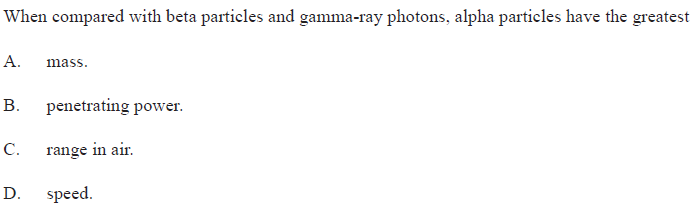 When compared with beta particles and gamma-ray photons, alpha particles have the greatest
A. mass.
B. penetrating power.
C. range in air.
D. speed.